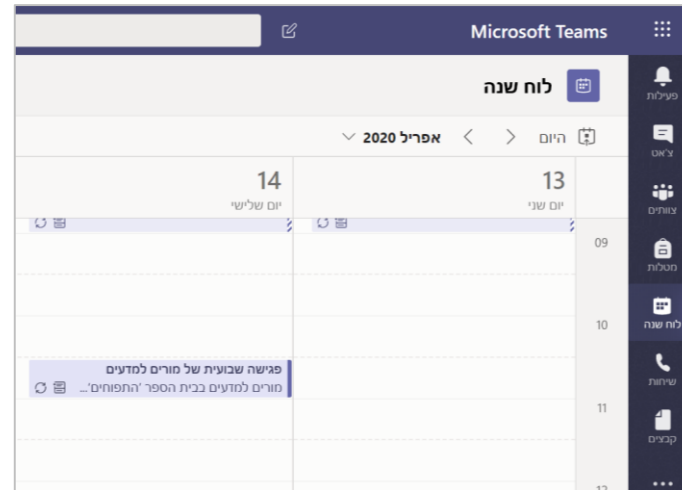 Microsoft Teams
לוח שנה
היום
אפריל 2020
13
יום שני
14
יום שלישי
09
10
11
12
פגישה שבועית של מורים למדעים
מורים למדעים בבית הספר 'התפוחים'...
פעילות
צ'אט
צוותים
מטלות
לוח שנה
שיחות
קבצים